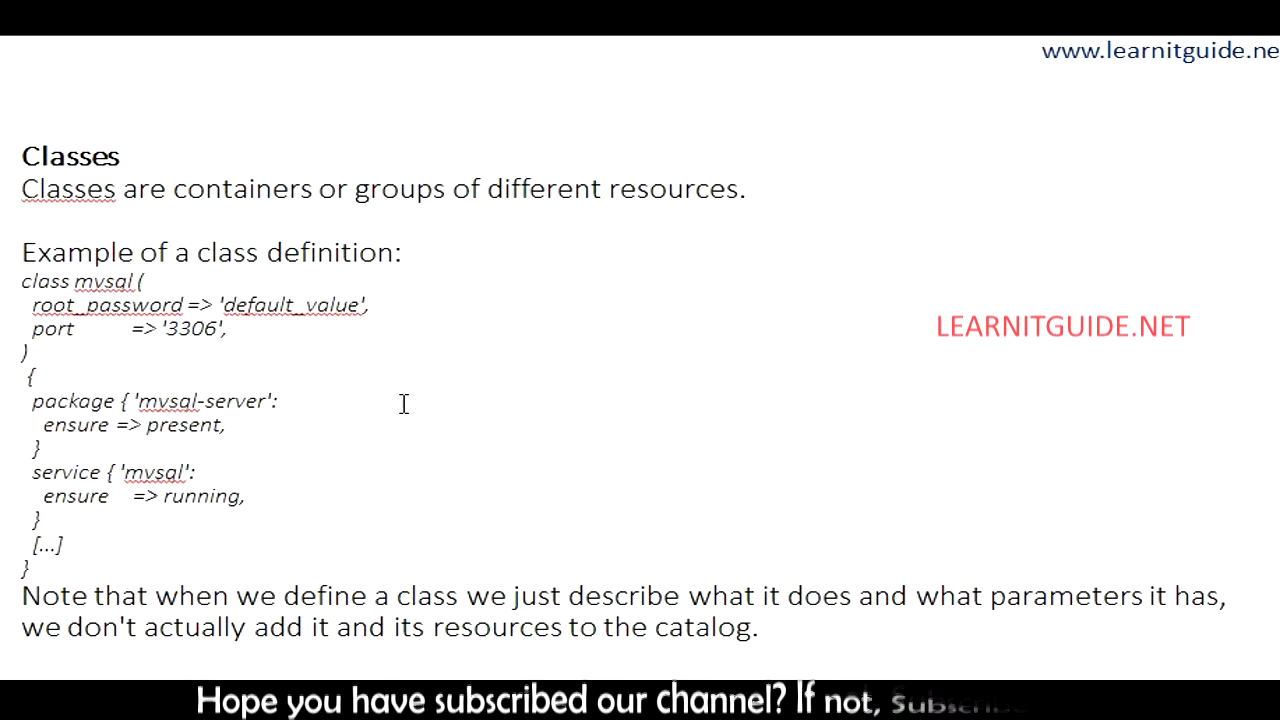 www.learnitguide.ne
Classes
Classes are containers or groups of different resources.
Example of a class definition:
class mysql (
root_password => 'default_value',
port => '3306',
LEARNITGUIDE.NET
)
{
package { 'mysql-server':
ensure => present,
}
service { 'mysql':
ensure => running,
}
[...]
}
Note that when we define a class we just describe what it does and what parameters it has,
we don't actually add it and its resources to the catalog.
Hope you have subscribed our channel? If not, Subscri